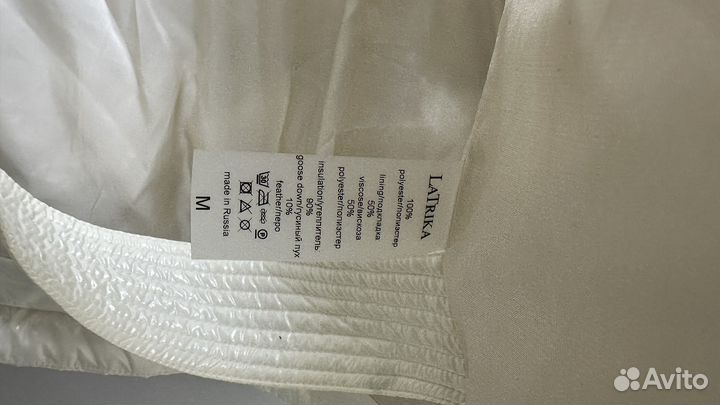 LATRIKA
100%
polyester/полиэстер
lining/подкладка
50%
viscose/вискоза
50%
polyester/полиэстер
insulation/утеплитель:
90%
goose down/гусиный пух
10%
feather/перо
30
made in Russia
M
Avito